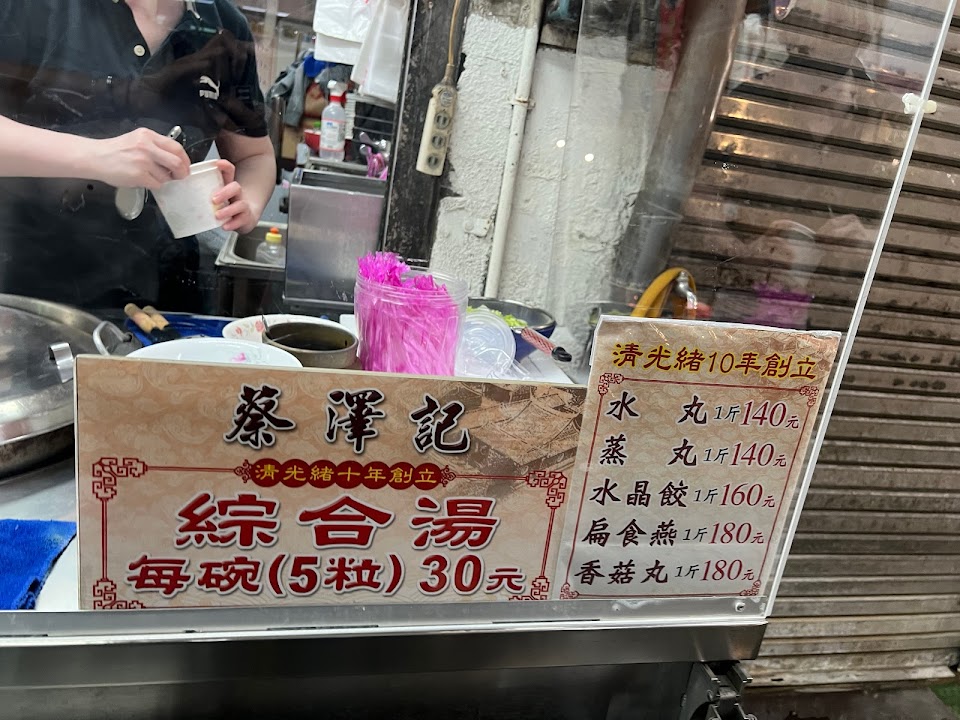 蔡澤記
清光緒十年創立
綜合湯
每碗(5粒)30元
清光緒10年創立
水丸 1斤140元
蒸丸 1斤140元
水晶餃 1斤160元
扁食燕 1斤180元
香菇丸 1斤180元